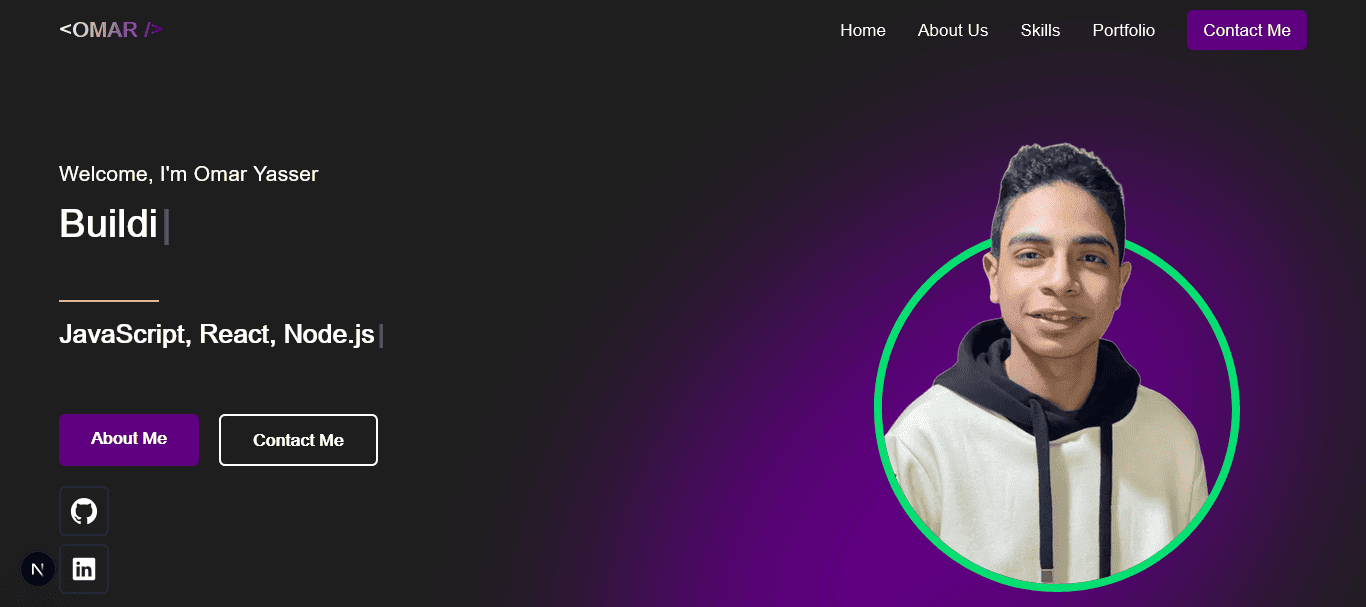 <OMAR />
Home
About Us
Skills
Portfolio
Contact Me
Welcome, I'm Omar Yasser
Buildi|
JavaScript, React, Node.js|
About Me
Contact Me
in
N